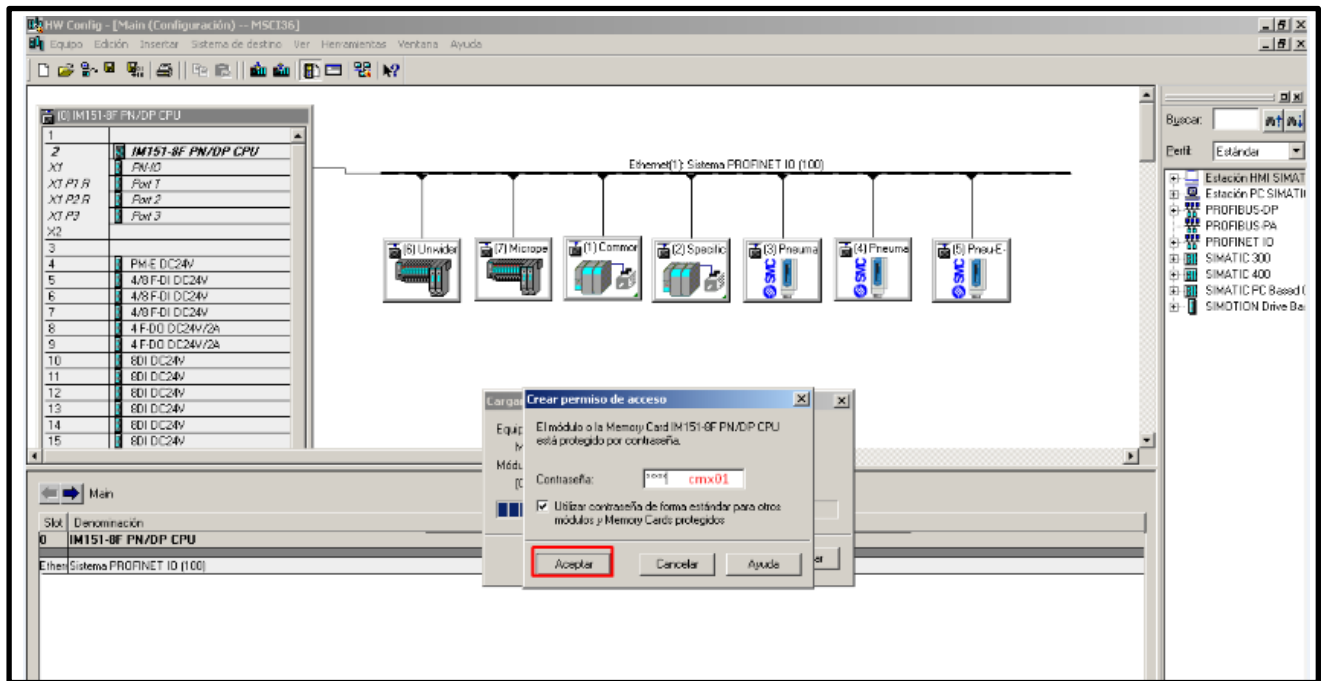 HW Config - [Main (Configuración) -- MSCI36]
Equipo Edición Insertar Sistema de destino Ver Herramientas Ventana Ayuda
(0) IM151-8F PN/DP CPU
1
2 IM151-8F PN/DP CPU
X1 PN-IO
X1 P1 R Port 1
X1 P2 R Port 2
X1 P3 Port 3
X2
3
4 PM-E DC24V
5 4/8 F-DI DC24V
6 4/8 F-DI DC24V
7 4/8 F-DI DC24V
8 4 F-DO DC24V/2A
9 4 F-DO DC24V/2A
10 8DI DC24V
11 8DI DC24V
12 8DI DC24V
13 8DI DC24V
14 8DI DC24V
15 8DI DC24V
Ethernet(1): Sistema PROFINET IO (100)
(6) Unwider
(7) Micrope
(1) Common
(2) Specific
(3) Pneuma
SMC
(4) Pneuma
SMC
(5) Pneu-E-
SMC
Buscar:
Perfil: Estándar
Estación HMI SIMAT
Estación PC SIMATI
PROFIBUS-DP
PROFIBUS-PA
PROFINET IO
SIMATIC 300
SIMATIC 400
SIMATIC PC Based
SIMOTION Drive Ba
Cargar
Equip
Módu
Crear permiso de acceso
El módulo o la Memory Card IM151-8F PN/DP CPU
está protegido por contraseña.
Contraseña: **** cmx01
Utilizar contraseña de forma estándar para otros
módulos y Memory Cards protegidos
Aceptar Cancelar Ayuda
Main
Slot Denominación
0 IM151-8F PN/DP CPU
Ether Sistema PROFINET IO (100)